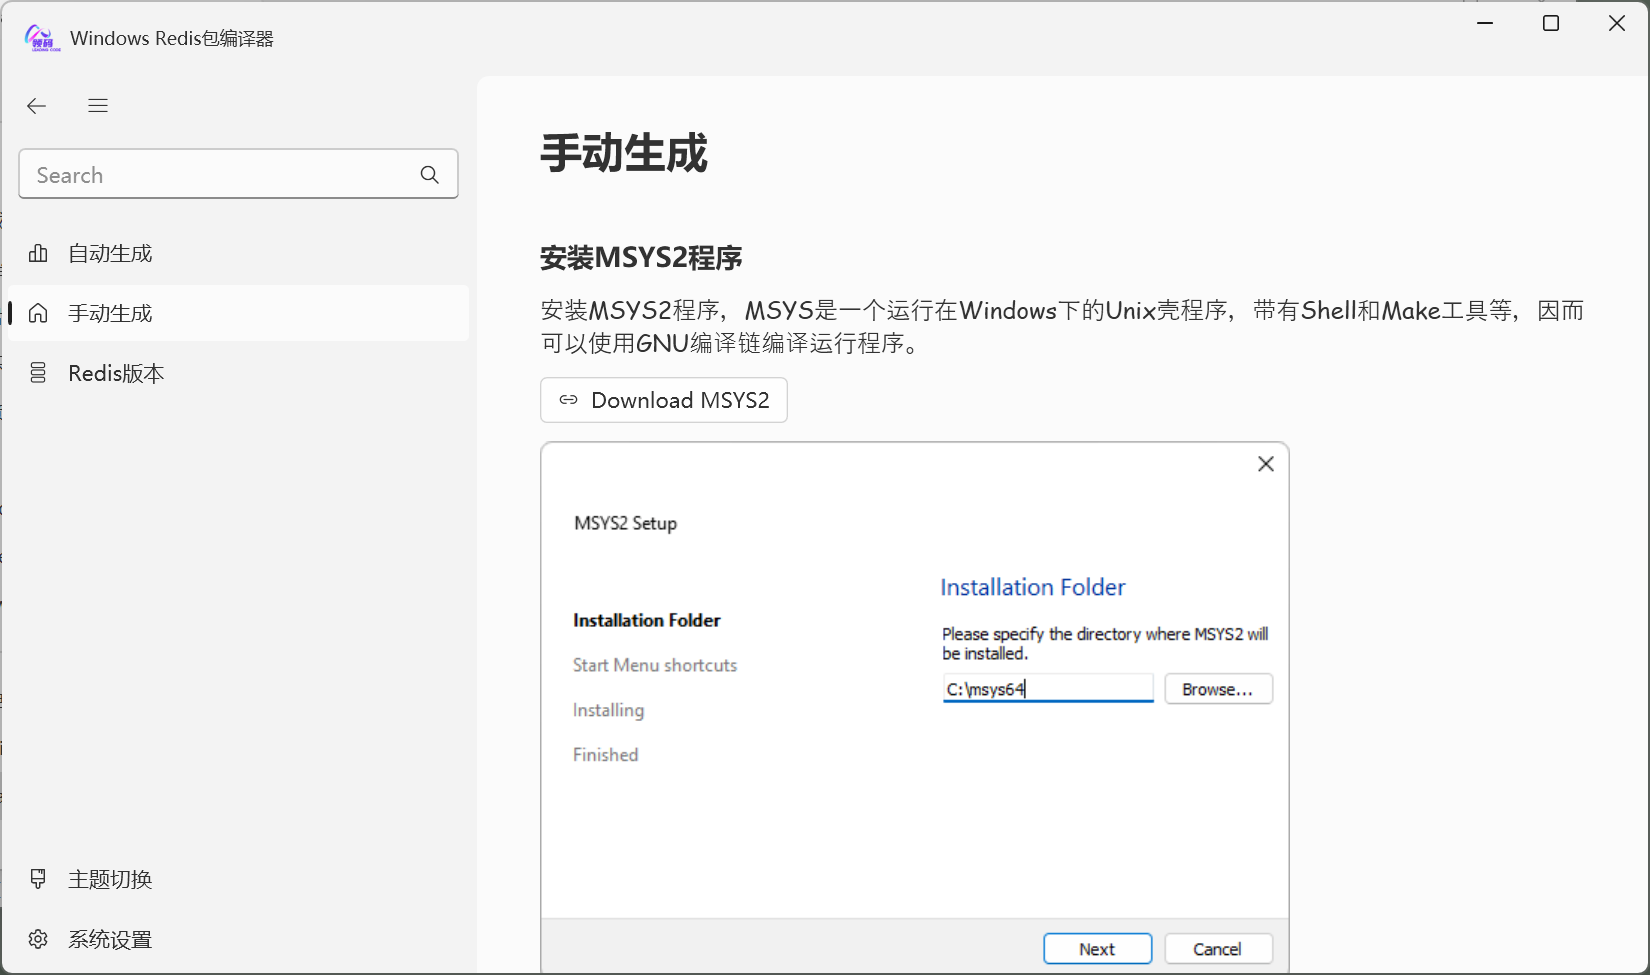 领码
LEADING CODE
Windows Redis包编译器
Search
自动生成
手动生成
Redis版本
主题切换
系统设置
手动生成
安装MSYS2程序
安装MSYS2程序，MSYS是一个运行在Windows下的Unix壳程序，带有Shell和Make工具等，因而
可以使用GNU编译链编译运行程序。
Download MSYS2
MSYS2 Setup
Installation Folder
Start Menu shortcuts
Installing
Finished
Installation Folder
Please specify the directory where MSYS2 will
be installed.
C:\msys64
Browse...
Next
Cancel